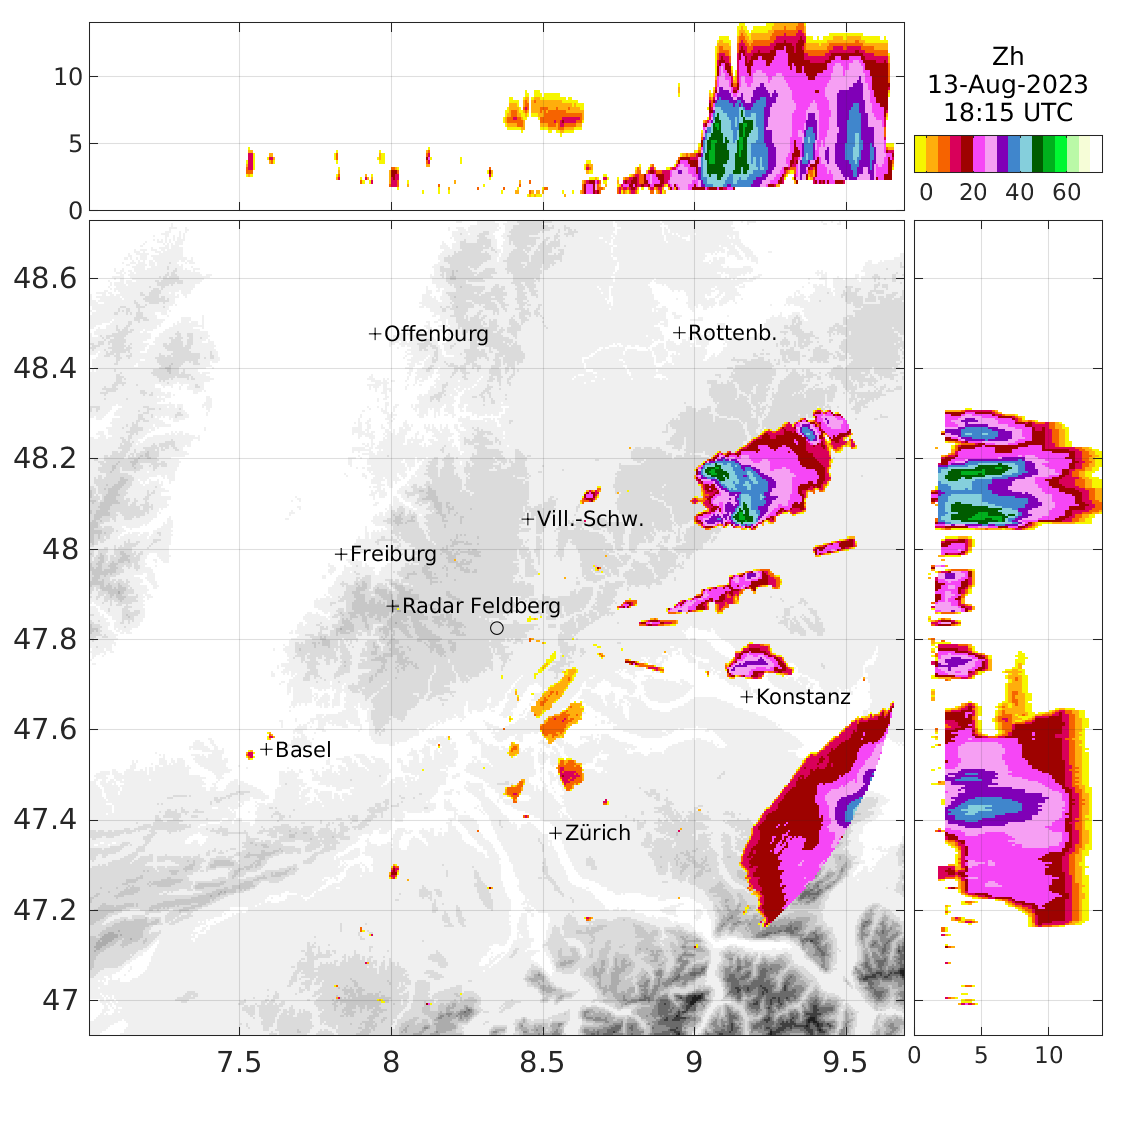 Zh
13-Aug-2023
18:15 UTC
0 20 40 60
10
5
0
48.6
48.4
48.2
48
47.8
47.6
47.4
47.2
47
+Offenburg
+Rottenb.
+Vill.-Schw.
+Freiburg
+Radar Feldberg
+Konstanz
+Basel
+Zürich
7.5 8 8.5 9 9.5
0 5 10